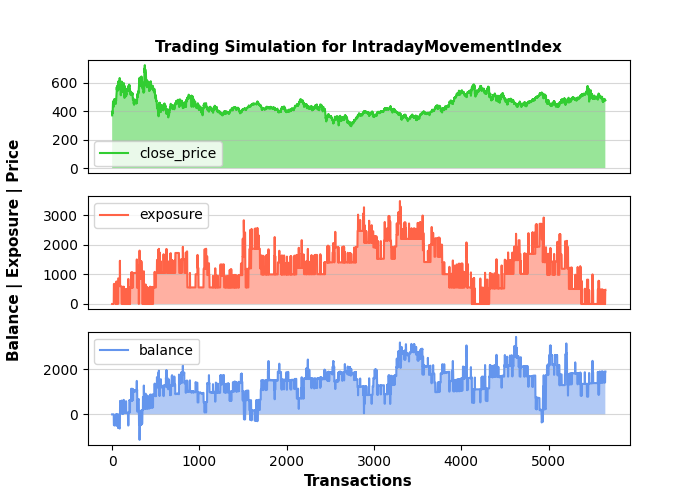 Trading Simulation for IntradayMovementIndex
Balance | Exposure | Price
600
400
200
0
close_price
3000
2000
1000
0
exposure
2000
0
balance
0 1000 2000 3000 4000 5000
Transactions